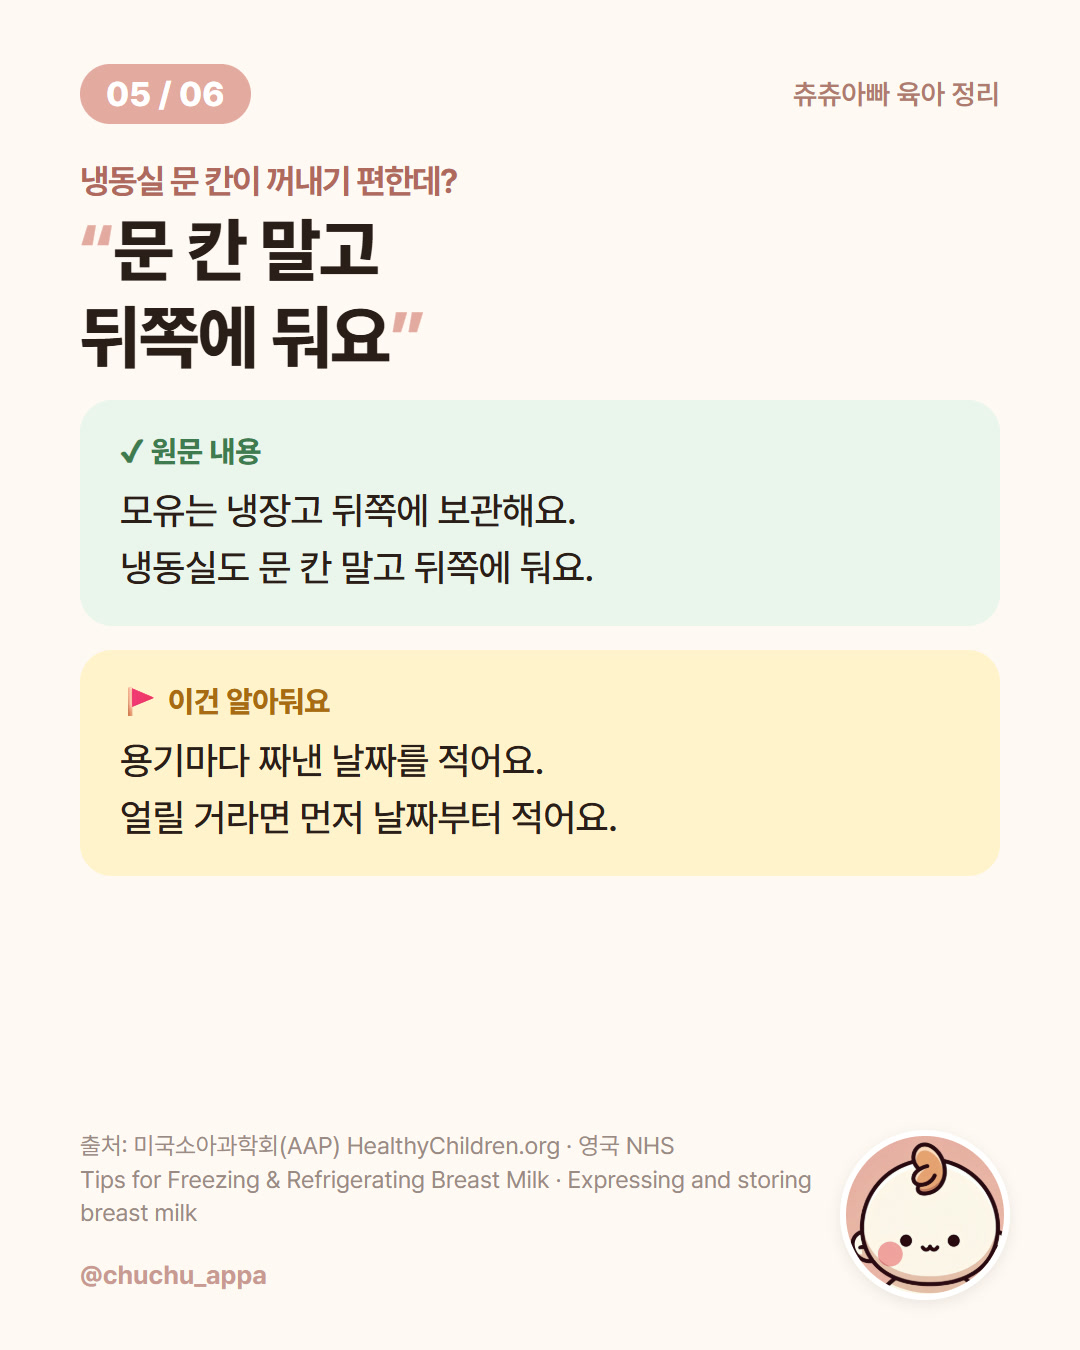 05 / 06
츄츄아빠 육아 정리
냉동실 문 칸이 꺼내기 편한데?
“문 칸 말고
뒤쪽에 둬요”
✔ 원문 내용
모유는 냉장고 뒤쪽에 보관해요.
냉동실도 문 칸 말고 뒤쪽에 둬요.
🚩 이건 알아둬요
용기마다 짜낸 날짜를 적어요.
얼릴 거라면 먼저 날짜부터 적어요.
출처: 미국소아과학회(AAP) HealthyChildren.org · 영국 NHS
Tips for Freezing & Refrigerating Breast Milk · Expressing and storing
breast milk
@chuchu_appa